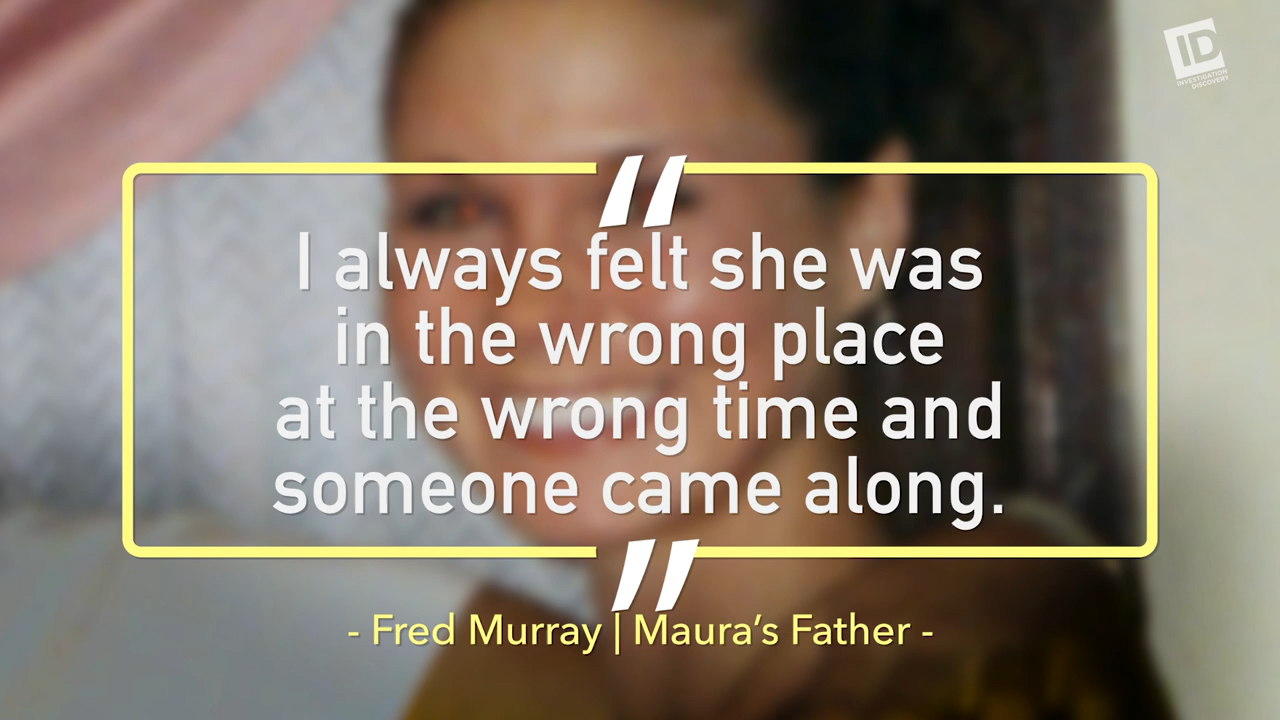 ID
INVESTIGATION
DISCOVERY
“
I always felt she was
in the wrong place
at the wrong time and
someone came along.
”
- Fred Murray | Maura’s Father -